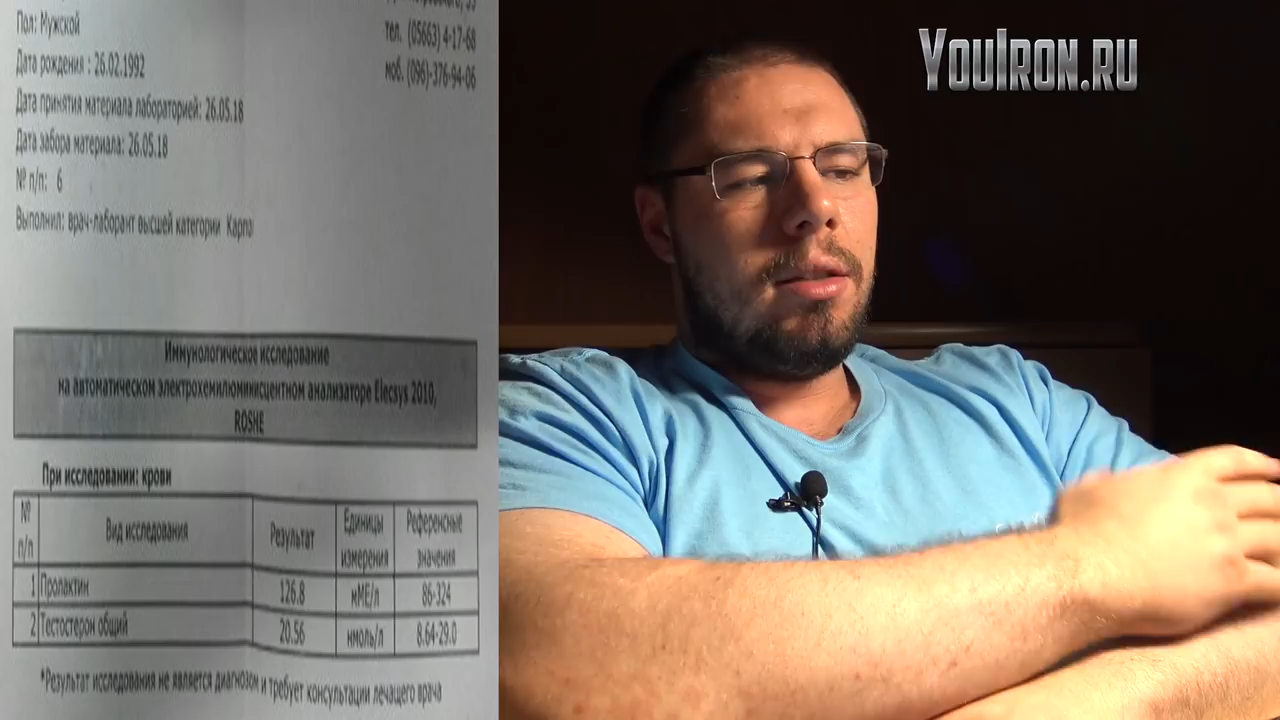 Пол: Мужской
тел. (05663) 4-17-68
Дата рождения : 26.02.1992
моб. (096)-376-94-06
Дата принятия материала лабораторией: 26.05.18
Дата забора материала: 26.05.18
№ п/п: 6
Выполнил: врач-лаборант высшей категории Карпо
Иммунологическое исследование
на автоматическом электрохемилюминисцентном анализаторе Elecsys 2010,
ROSHE
При исследовании: крови
№ п/п Вид исследования Результат Единицы измерения Референсные значения
1 Пролактин 126.8 мМЕ/л 86-324
2 Тестостерон общий 20.56 нмоль/л 8.64-29.0
*Результат исследования не является диагнозом и требует консультации лечащего врача
YouIron.ru